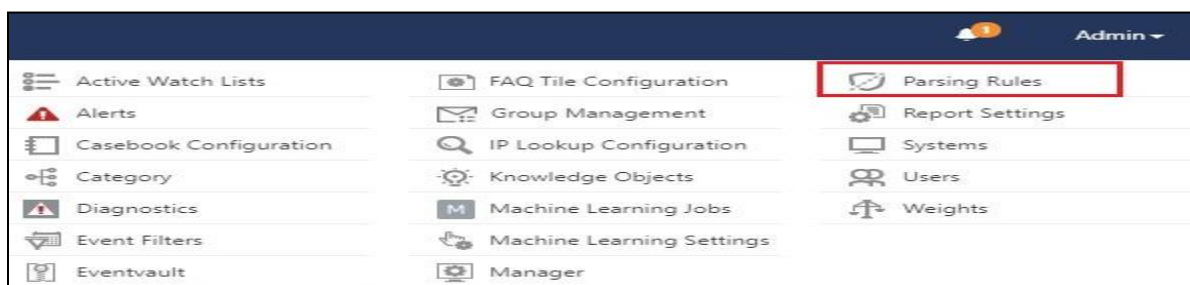 1
Admin
Active Watch Lists
Alerts
Casebook Configuration
Category
Diagnostics
Event Filters
Eventvault
FAQ Tile Configuration
Group Management
IP Lookup Configuration
Knowledge Objects
M Machine Learning Jobs
Machine Learning Settings
Manager
Parsing Rules
Report Settings
Systems
Users
Weights